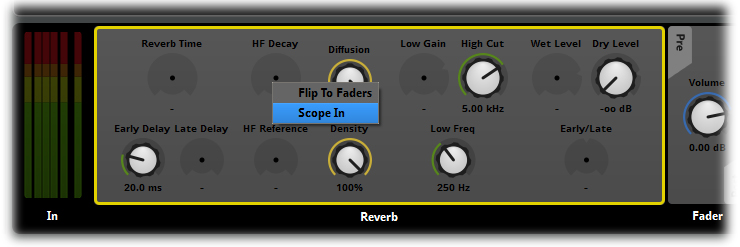 Reverb Time HF Decay Diffusion Low Gain High Cut Wet Level Dry Level Pre
Flip To Faders
Scope In
Volume
- - 5.00 kHz - -oo dB
Early Delay Late Delay HF Reference Density Low Freq Early/Late
0.00 dB
20.0 ms - - 100% 250 Hz -
In Reverb Fader